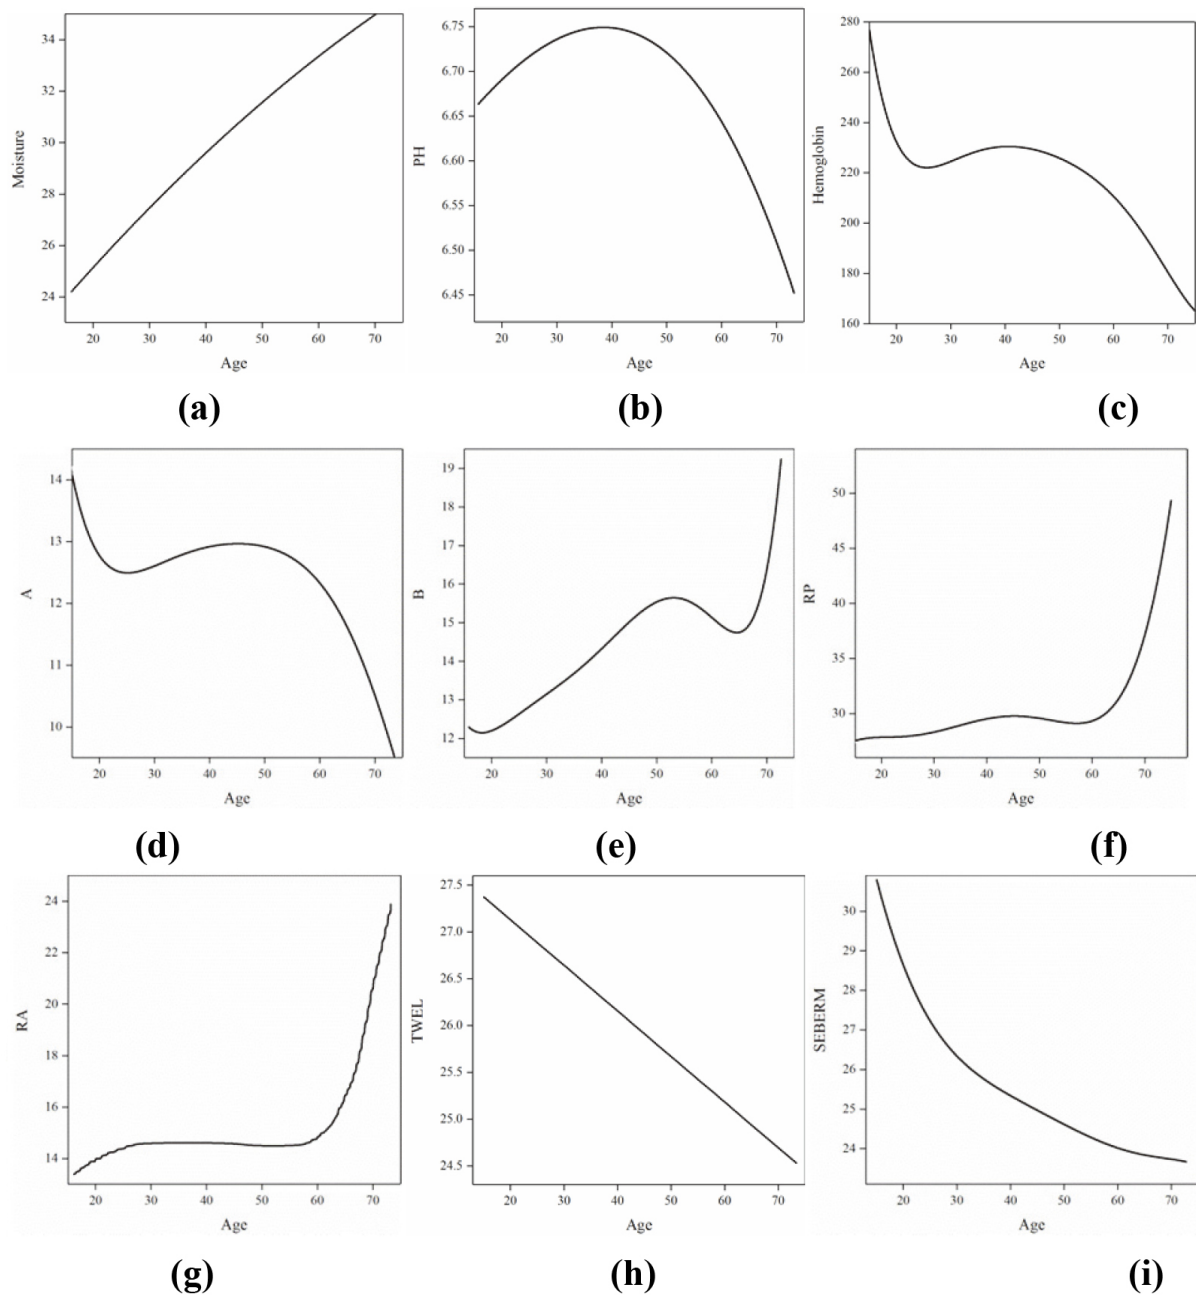 34
32
30
28
26
24
Moisture
20 30 40 50 60 70
Age
(a)
6.75
6.70
6.65
6.60
6.55
6.50
6.45
PH
20 30 40 50 60 70
Age
(b)
280
260
240
220
200
180
160
Hemoglobin
20 30 40 50 60 70
Age
(c)
14
13
12
11
10
A
20 30 40 50 60 70
Age
(d)
19
18
17
16
15
14
13
12
B
20 30 40 50 60 70
Age
(e)
50
45
40
35
30
RP
20 30 40 50 60 70
Age
(f)
24
22
20
18
16
14
RA
20 30 40 50 60 70
Age
(g)
27.5
27.0
26.5
26.0
25.5
25.0
24.5
TWEL
20 30 40 50 60 70
Age
(h)
30
29
28
27
26
25
24
SEBERM
20 30 40 50 60 70
Age
(i)